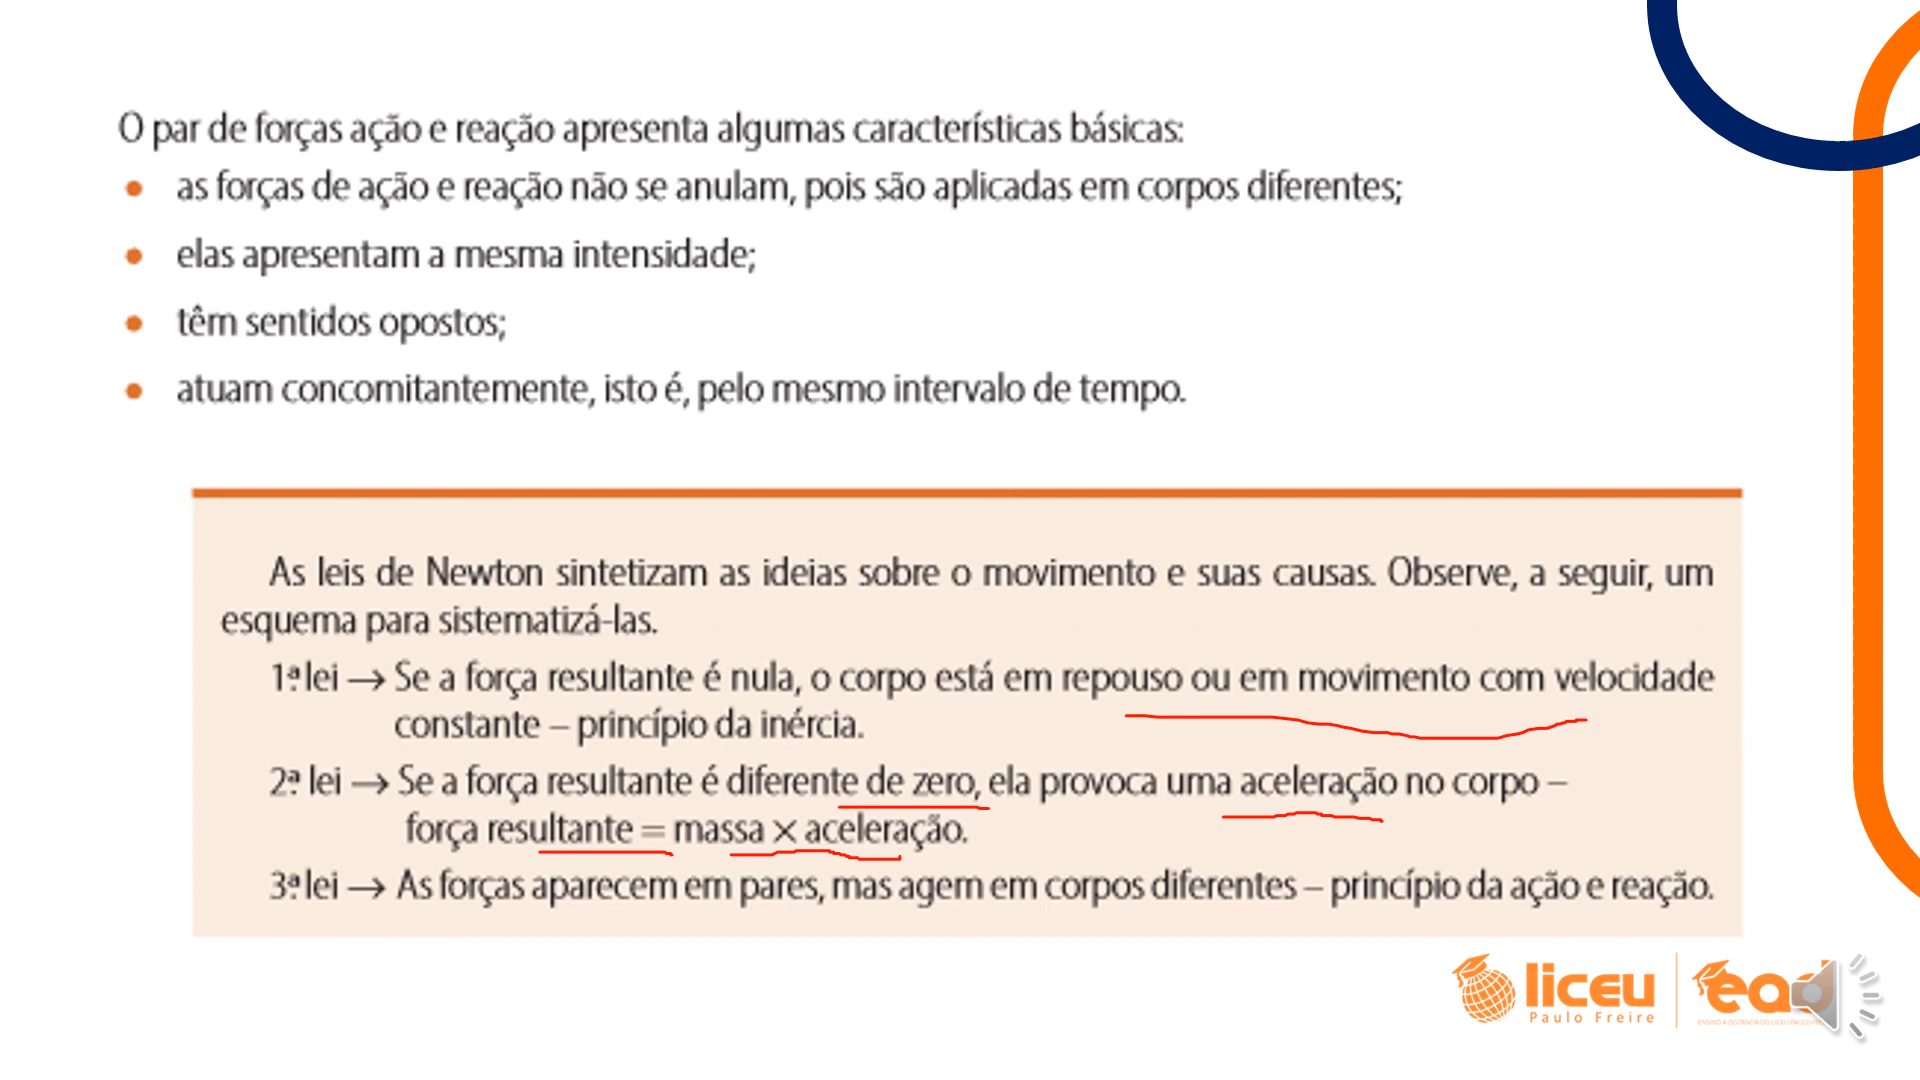 O par de forças ação e reação apresenta algumas características básicas:
• as forças de ação e reação não se anulam, pois são aplicadas em corpos diferentes;
• elas apresentam a mesma intensidade;
• têm sentidos opostos;
• atuam concomitantemente, isto é, pelo mesmo intervalo de tempo.
As leis de Newton sintetizam as ideias sobre o movimento e suas causas. Observe, a seguir, um
esquema para sistematizá-las.
1ª lei → Se a força resultante é nula, o corpo está em repouso ou em movimento com velocidade
constante – princípio da inércia.
2ª lei → Se a força resultante é diferente de zero, ela provoca uma aceleração no corpo –
força resultante = massa × aceleração.
3ª lei → As forças aparecem em pares, mas agem em corpos diferentes – princípio da ação e reação.
liceu
Paulo Freire
ead
ENSINO A DISTÂNCIA DO LICEU PAULO